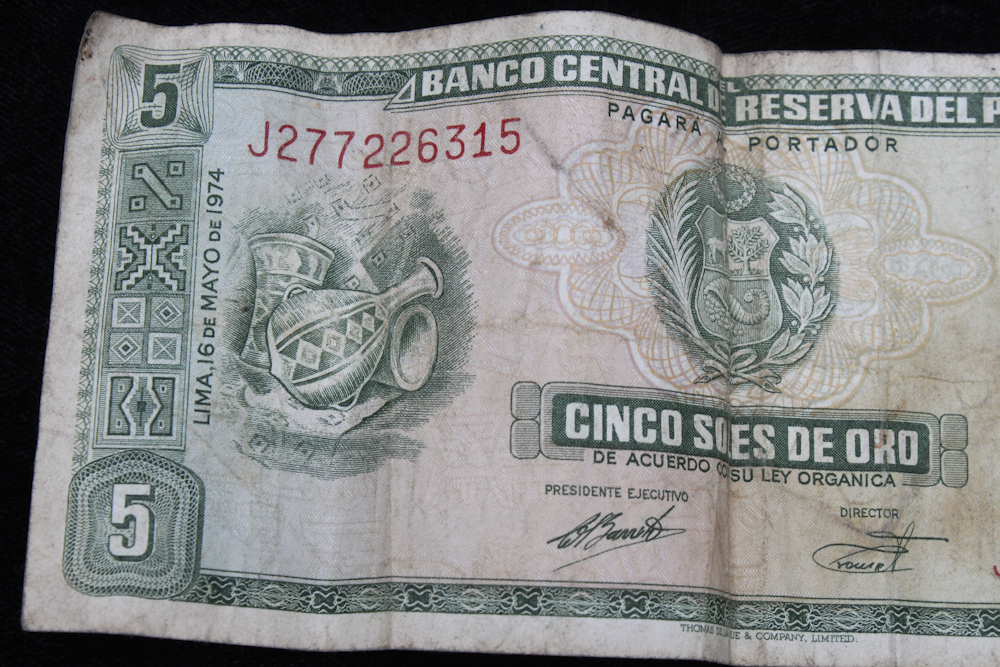 5
BANCO CENTRAL DE RESERVA DEL P
PAGARÁ AL PORTADOR
J277226315
LIMA, 16 DE MAYO DE 1974
CINCO SOLES DE ORO
DE ACUERDO CON SU LEY ORGANICA
PRESIDENTE EJECUTIVO
DIRECTOR
5
THOMAS DE LA RUE & COMPANY, LIMITED.